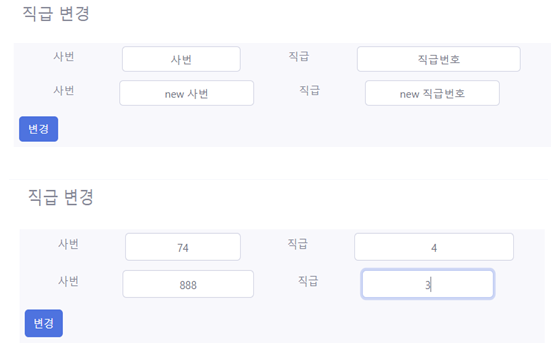 직급 변경
사번 사번 직급 직급번호
사번 new 사번 직급 new 직급번호
변경
직급 변경
사번 74 직급 4
사번 888 직급 3
변경